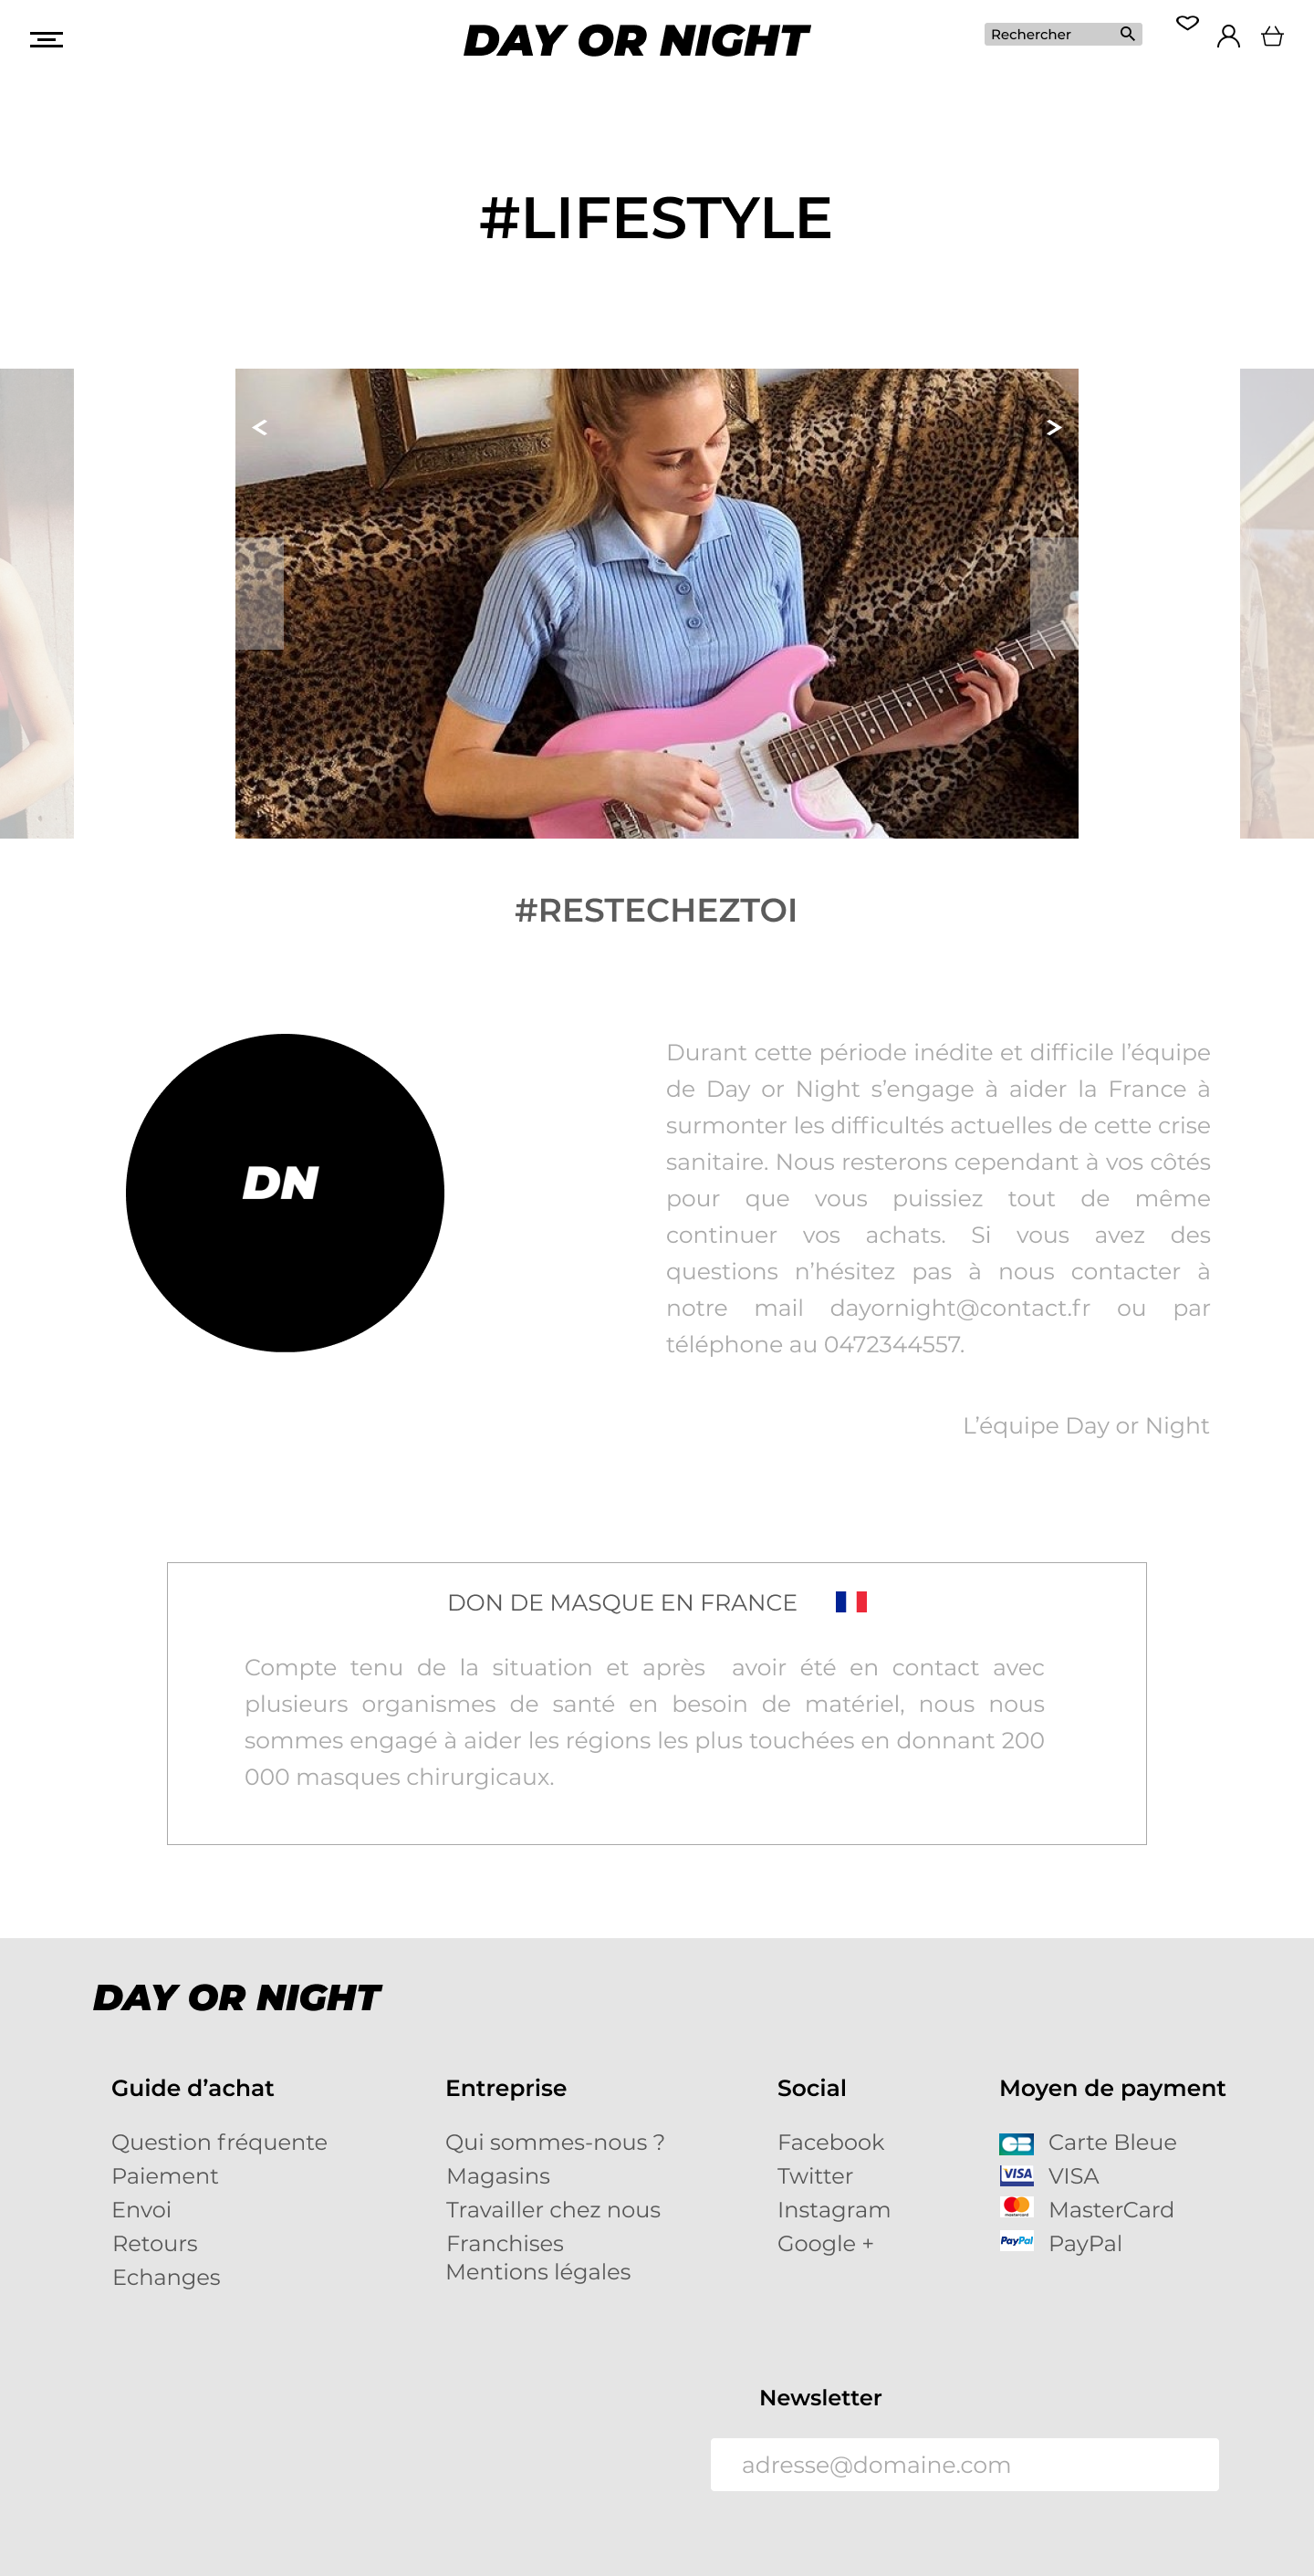 DAY OR NIGHT
Rechercher
#LIFESTYLE
< >
#RESTECHEZTOI
DN
Durant cette période inédite et difficile l’équipe
de Day or Night s’engage à aider la France à
surmonter les difficultés actuelles de cette crise
sanitaire. Nous resterons cependant à vos côtés
pour que vous puissiez tout de même
continuer vos achats. Si vous avez des
questions n’hésitez pas à nous contacter à
notre mail dayornight@contact.fr ou par
téléphone au 0472344557.
L’équipe Day or Night
DON DE MASQUE EN FRANCE
Compte tenu de la situation et après avoir été en contact avec
plusieurs organismes de santé en besoin de matériel, nous nous
sommes engagé à aider les régions les plus touchées en donnant 200
000 masques chirurgicaux.
DAY OR NIGHT
Guide d’achat
Question fréquente
Paiement
Envoi
Retours
Echanges
Entreprise
Qui sommes-nous ?
Magasins
Travailler chez nous
Franchises
Mentions légales
Social
Facebook
Twitter
Instagram
Google +
Moyen de payment
CB Carte Bleue
VISA VISA
mastercard MasterCard
PayPal PayPal
Newsletter
adresse@domaine.com